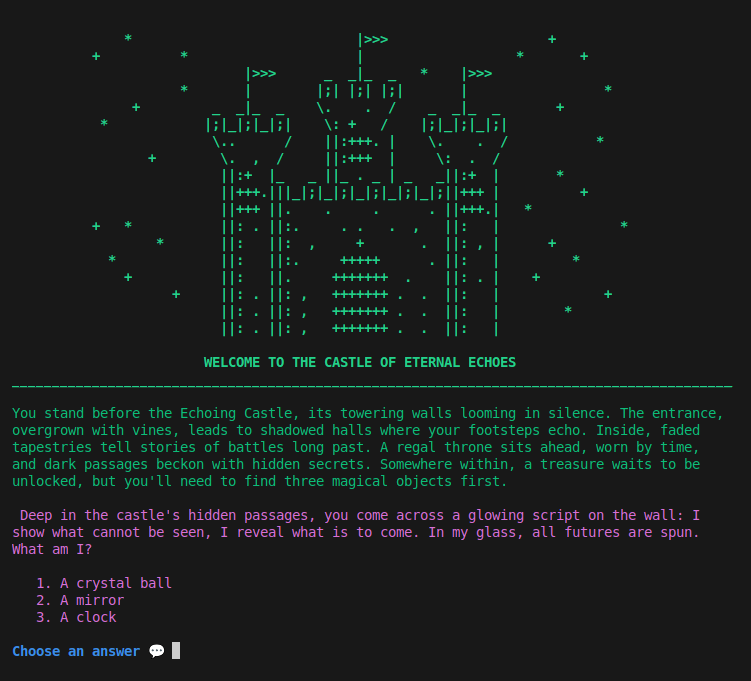 WELCOME TO THE CASTLE OF ETERNAL ECHOES
You stand before the Echoing Castle, its towering walls looming in silence. The entrance,
overgrown with vines, leads to shadowed halls where your footsteps echo. Inside, faded
tapestries tell stories of battles long past. A regal throne sits ahead, worn by time,
and dark passages beckon with hidden secrets. Somewhere within, a treasure waits to be
unlocked, but you'll need to find three magical objects first.
Deep in the castle's hidden passages, you come across a glowing script on the wall: I
show what cannot be seen, I reveal what is to come. In my glass, all futures are spun.
What am I?
1. A crystal ball
2. A mirror
3. A clock
Choose an answer 💬